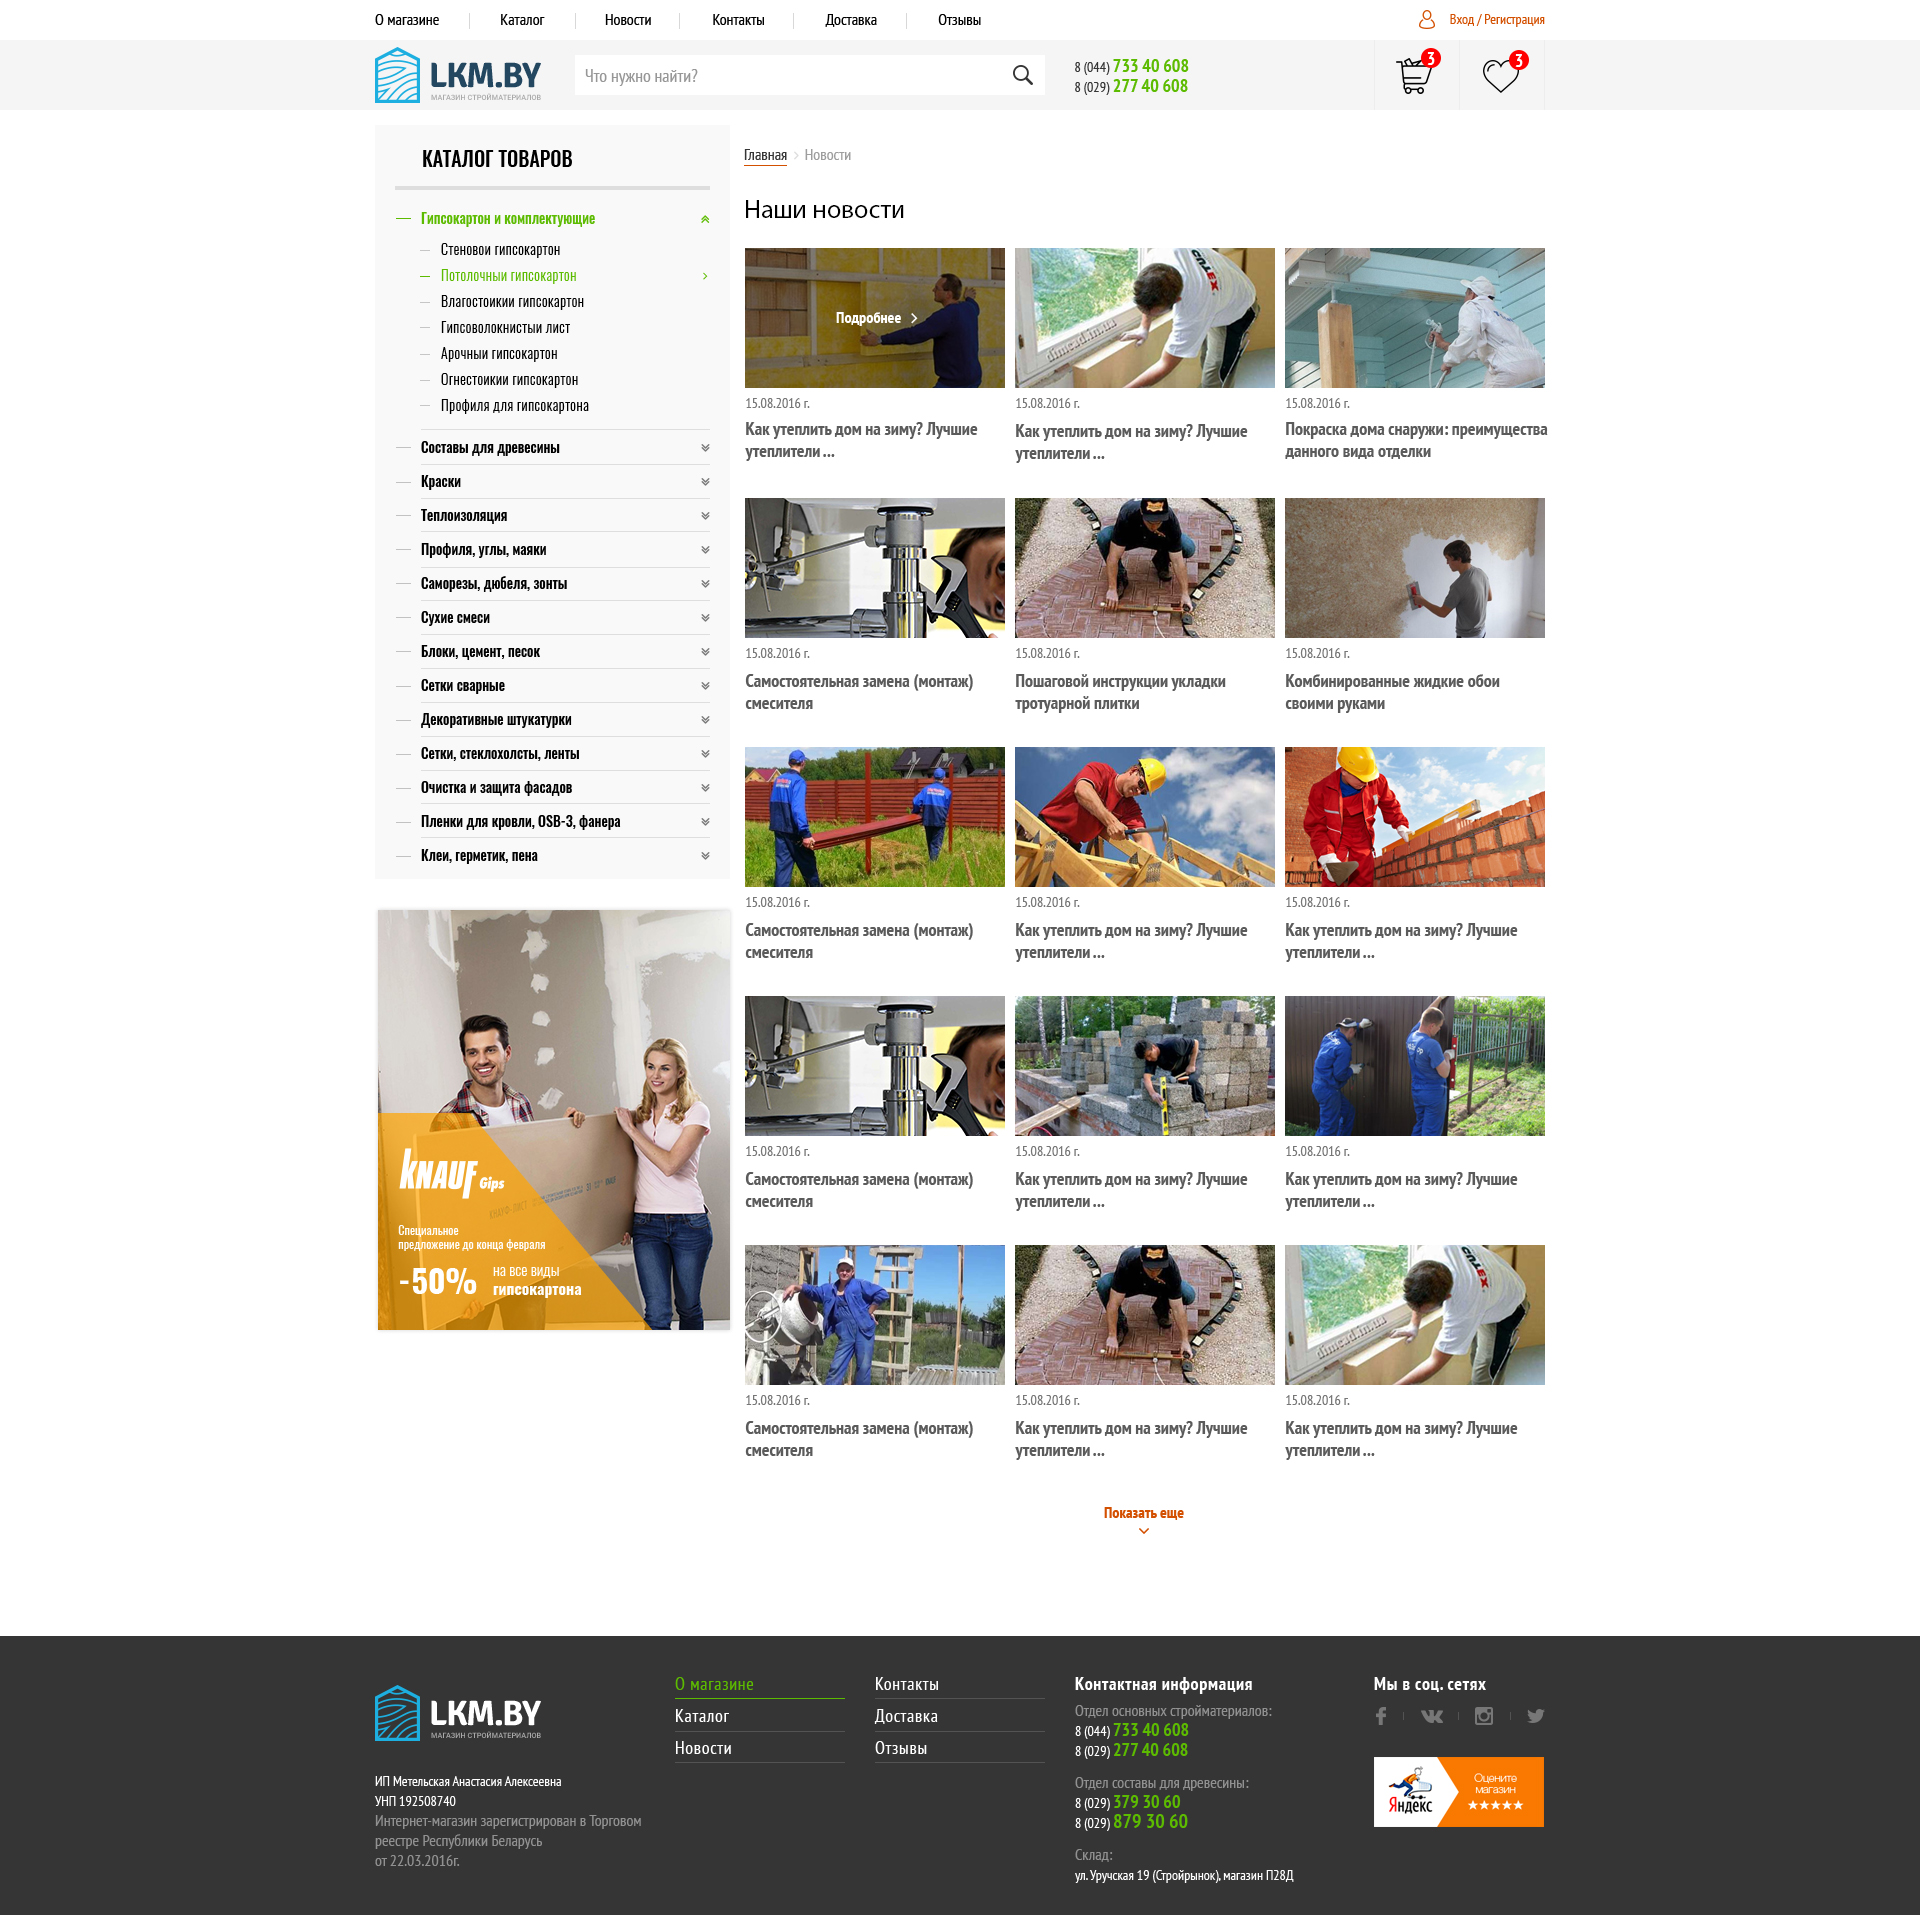 О магазине
Каталог
Новости
Контакты
Доставка
Отзывы
Вход / Регистрация
LKM.BY
МАГАЗИН СТРОЙМАТЕРИАЛОВ
Что нужно найти?
8 (044) 733 40 608
8 (029) 277 40 608
3
3
КАТАЛОГ ТОВАРОВ
Гипсокартон и комплектующие
Стеновои гипсокартон
Потолочныи гипсокартон
Влагостоикии гипсокартон
Гипсоволокнистыи лист
Арочныи гипсокартон
Огнестоикии гипсокартон
Профиля для гипсокартона
Составы для древесины
Краски
Теплоизоляция
Профиля, углы, маяки
Саморезы, дюбеля, зонты
Сухие смеси
Блоки, цемент, песок
Сетки сварные
Декоративные штукатурки
Сетки, стеклохолсты, ленты
Очистка и защита фасадов
Пленки для кровли, OSB-3, фанера
Клеи, герметик, пена
KNAUF Gips
Специальное
предложение до конца февраля
-50%
на все виды
гипсокартона
Главная
Новости
Наши новости
Подробнее
15.08.2016 г.
Как утеплить дом на зиму? Лучшие
утеплители ...
15.08.2016 г.
Как утеплить дом на зиму? Лучшие
утеплители ...
15.08.2016 г.
Покраска дома снаружи: преимущества
данного вида отделки
15.08.2016 г.
Самостоятельная замена (монтаж)
смесителя
15.08.2016 г.
Пошаговой инструкции укладки
тротуарной плитки
15.08.2016 г.
Комбинированные жидкие обои
своими руками
15.08.2016 г.
Самостоятельная замена (монтаж)
смесителя
15.08.2016 г.
Как утеплить дом на зиму? Лучшие
утеплители ...
15.08.2016 г.
Как утеплить дом на зиму? Лучшие
утеплители ...
15.08.2016 г.
Самостоятельная замена (монтаж)
смесителя
15.08.2016 г.
Как утеплить дом на зиму? Лучшие
утеплители ...
15.08.2016 г.
Как утеплить дом на зиму? Лучшие
утеплители ...
15.08.2016 г.
Самостоятельная замена (монтаж)
смесителя
15.08.2016 г.
Как утеплить дом на зиму? Лучшие
утеплители ...
15.08.2016 г.
Как утеплить дом на зиму? Лучшие
утеплители ...
Показать еще
LKM.BY
МАГАЗИН СТРОЙМАТЕРИАЛОВ
ИП Метельская Анастасия Алексеевна
УНП 192508740
Интернет-магазин зарегистрирован в Торговом
реестре Республики Беларусь
от 22.03.2016г.
О магазине
Каталог
Новости
Контакты
Доставка
Отзывы
Контактная информация
Отдел основных стройматериалов:
8 (044) 733 40 608
8 (029) 277 40 608
Отдел составы для древесины:
8 (029) 379 30 60
8 (029) 879 30 60
Склад:
ул. Уручская 19 (Стройрынок), магазин П28Д
Мы в соц. сетях
Яндекс
Оцените
магазин